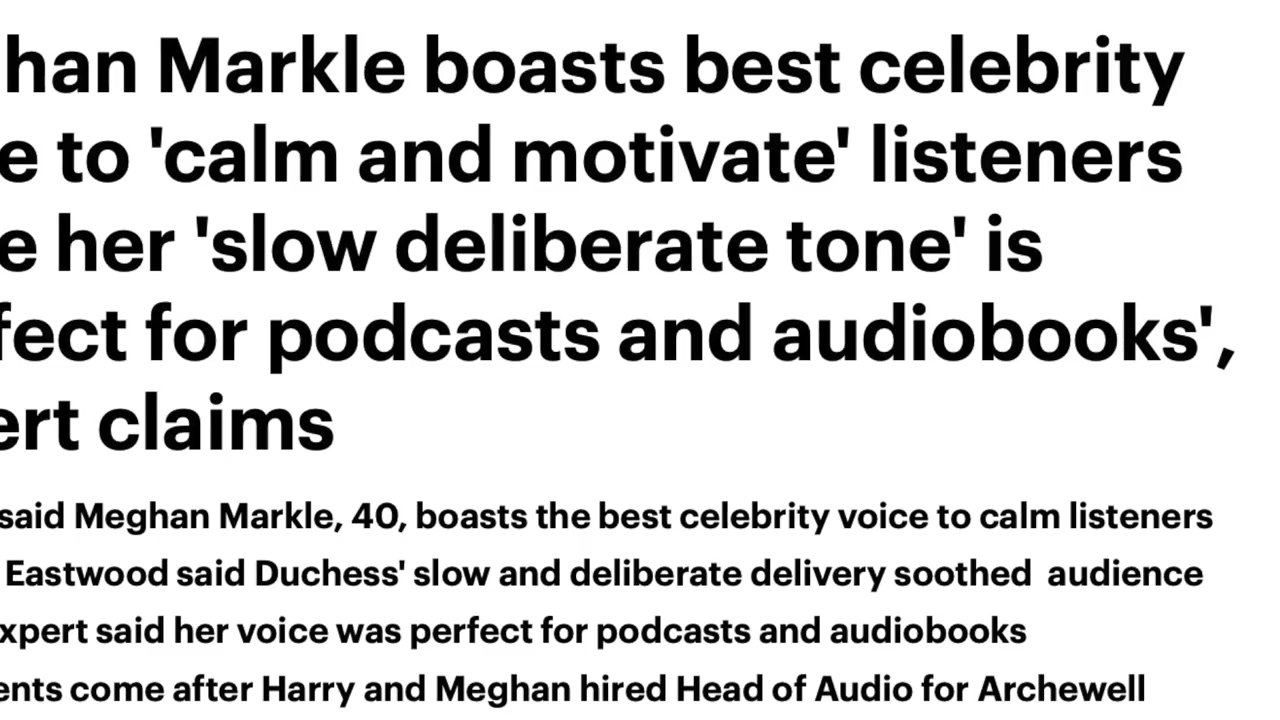 han Markle boasts best celebrity
e to 'calm and motivate' listeners
e her 'slow deliberate tone' is
fect for podcasts and audiobooks',
ert claims
said Meghan Markle, 40, boasts the best celebrity voice to calm listeners
Eastwood said Duchess' slow and deliberate delivery soothed audience
xpert said her voice was perfect for podcasts and audiobooks
ents come after Harry and Meghan hired Head of Audio for Archewell